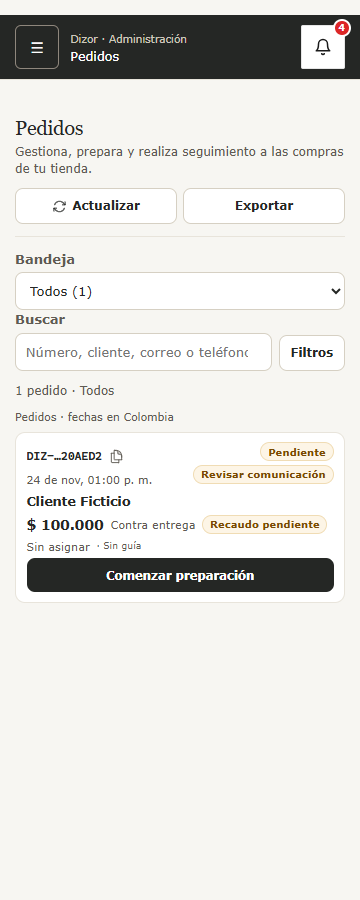 Dizor · Administración
Pedidos
4
Pedidos
Gestiona, prepara y realiza seguimiento a las compras
de tu tienda.
Actualizar
Exportar
Bandeja
Todos (1)
Buscar
Número, cliente, correo o teléfono
Filtros
1 pedido · Todos
Pedidos · fechas en Colombia
DIZ-…20AED2
Pendiente
Revisar comunicación
24 de nov, 01:00 p. m.
Cliente Ficticio
$ 100.000 Contra entrega Recaudo pendiente
Sin asignar · Sin guía
Comenzar preparación